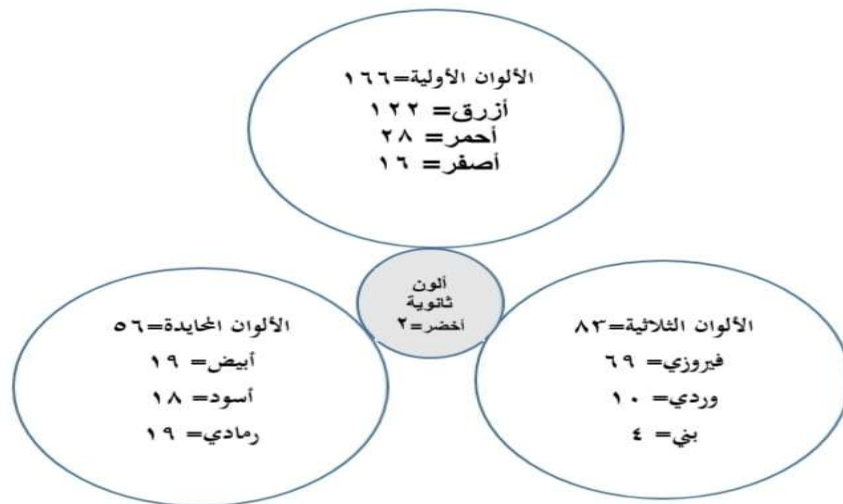 الألوان الأولية=١٦٦
أزرق= ١٢٢
أحمر= ٢٨
أصفر= ١٦
ألون
ثانوية
أخضر=٢
الألوان الثلاثية=٨٣
فيروزي= ٦٩
وردي= ١٠
بني= ٤
الألوان المحايدة=٥٦
أبيض= ١٩
أسود= ١٨
رمادي= ١٩